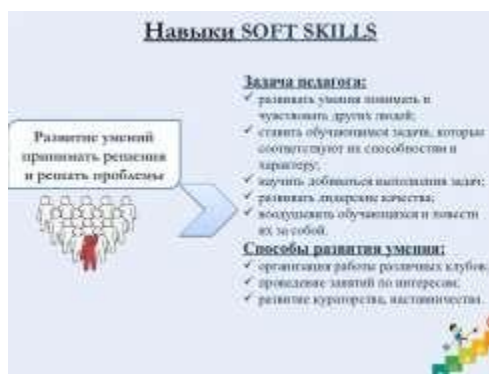 Навыки SOFT SKILLS
Развитие умений
принимать решения
и решать проблемы
Задача педагога:
развивать умения понимать и
чувствовать других людей;
ставить обучающимся задачи, которые
соответствуют их способностям и
характеру;
научить добиваться выполнения задач;
развивать лидерские качества;
воодушевить обучающихся и повести
их за собой.
Способы развития умения:
организация работы различных клубов;
проведение занятий по интересам;
развитие кураторства, наставничества.